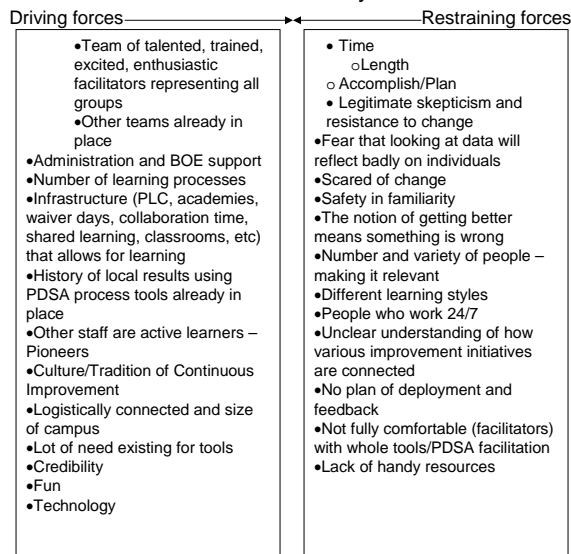 Driving forces
Restraining forces
•Team of talented, trained,
excited, enthusiastic
facilitators representing all
groups
•Other teams already in
place
•Administration and BOE support
•Number of learning processes
•Infrastructure (PLC, academies,
waiver days, collaboration time,
shared learning, classrooms, etc)
that allows for learning
•History of local results using
PDSA process tools already in
place
•Other staff are active learners –
Pioneers
•Culture/Tradition of Continuous
Improvement
•Logistically connected and size
of campus
•Lot of need existing for tools
•Credibility
•Fun
•Technology
• Time
oLength
o Accomplish/Plan
• Legitimate skepticism and
resistance to change
•Fear that looking at data will
reflect badly on individuals
•Scared of change
•Safety in familiarity
•The notion of getting better
means something is wrong
•Number and variety of people –
making it relevant
•Different learning styles
•People who work 24/7
•Unclear understanding of how
various improvement initiatives
are connected
•No plan of deployment and
feedback
•Not fully comfortable (facilitators)
with whole tools/PDSA facilitation
•Lack of handy resources